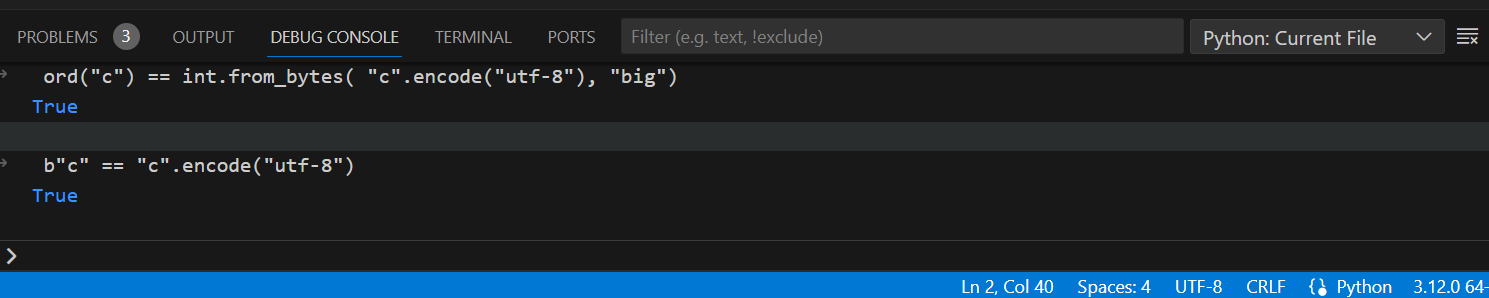 PROBLEMS 3 OUTPUT DEBUG CONSOLE TERMINAL PORTS Filter (e.g. text, !exclude) Python: Current File
ord("c") == int.from_bytes( "c".encode("utf-8"), "big")
True
b"c" == "c".encode("utf-8")
True
Ln 2, Col 40 Spaces: 4 UTF-8 CRLF Python 3.12.0 64-